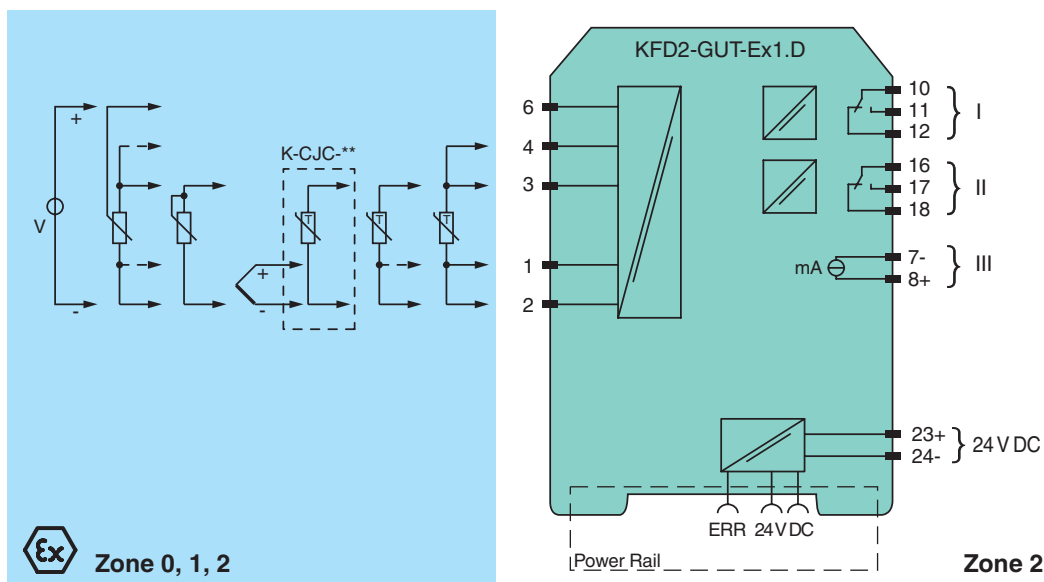 KFD2-GUT-Ex1.D
+
V
-
K-CJC-**
T
T
T
+
-
6
4
3
1
2
10
11
12
I
16
17
18
II
mA
7-
8+
III
23+
24-
24 V DC
ERR 24 V DC
Power Rail
Ex
Zone 0, 1, 2
Zone 2